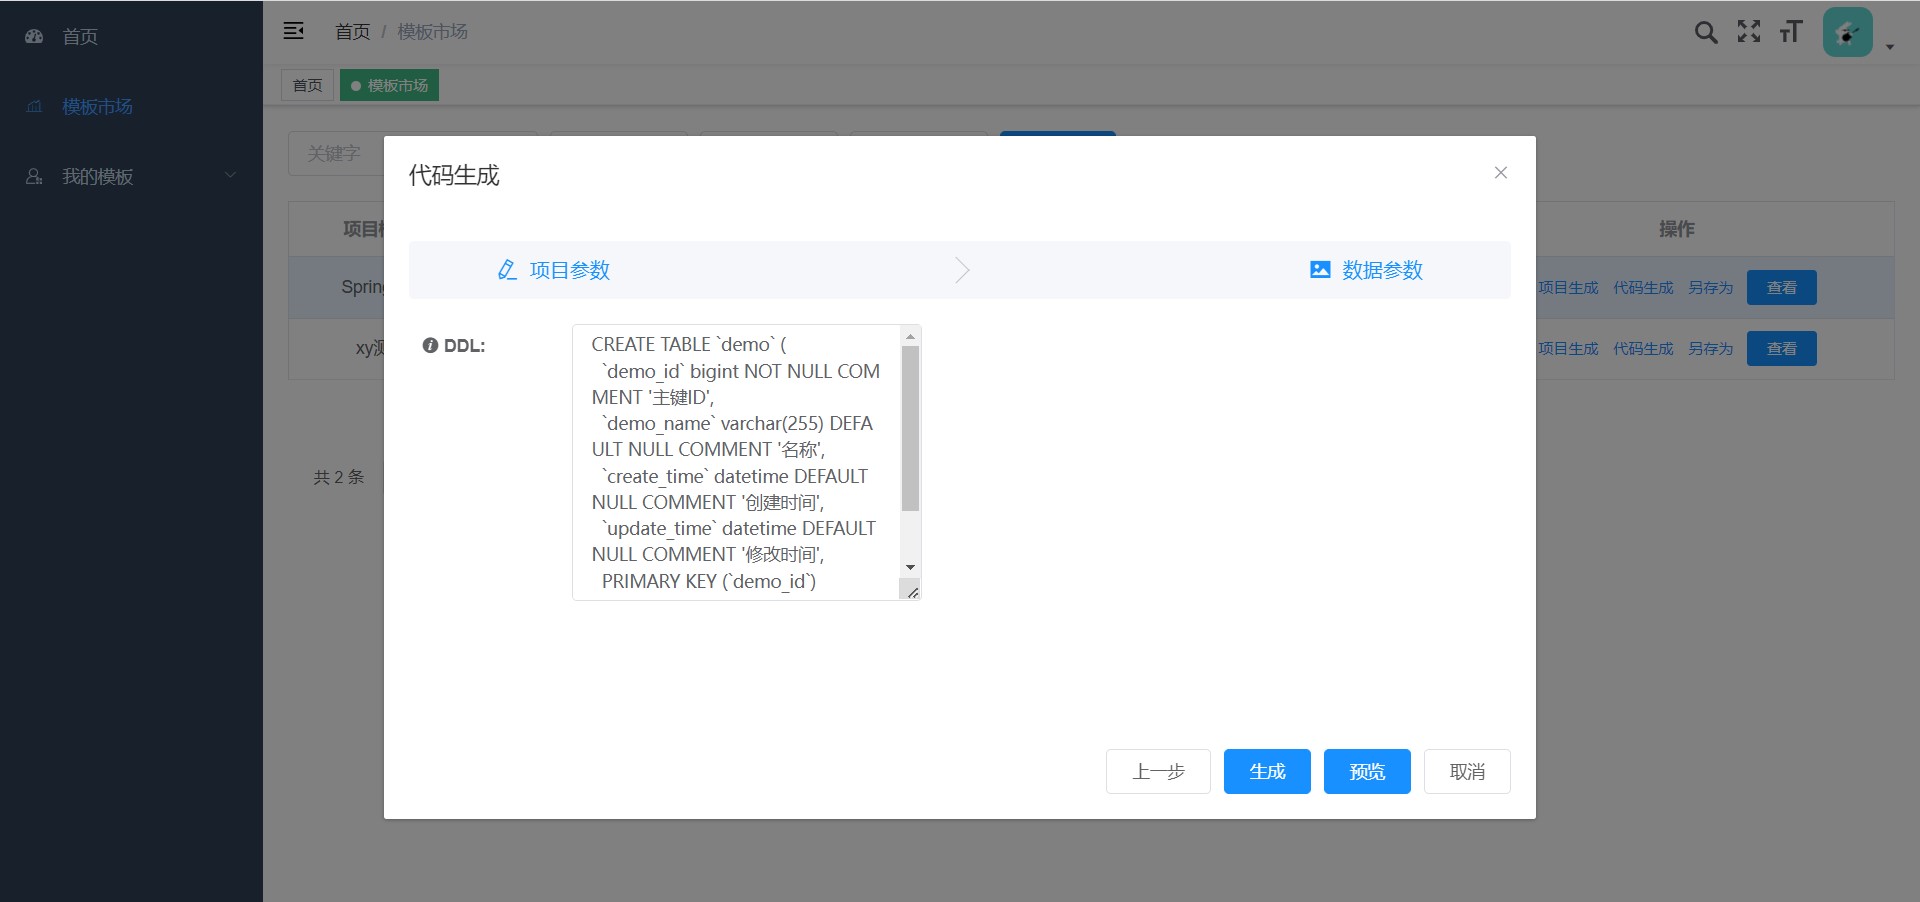 首页
模板市场
我的模板
首页 / 模板市场
首页
模板市场
关键字
操作
项目生成 代码生成 另存为 查看
项目生成 代码生成 另存为 查看
共 2 条
代码生成
项目参数
数据参数
DDL:
CREATE TABLE `demo` (
`demo_id` bigint NOT NULL COM
MENT '主键ID',
`demo_name` varchar(255) DEFA
ULT NULL COMMENT '名称',
`create_time` datetime DEFAULT
NULL COMMENT '创建时间',
`update_time` datetime DEFAULT
NULL COMMENT '修改时间',
PRIMARY KEY (`demo_id`)
上一步
生成
预览
取消